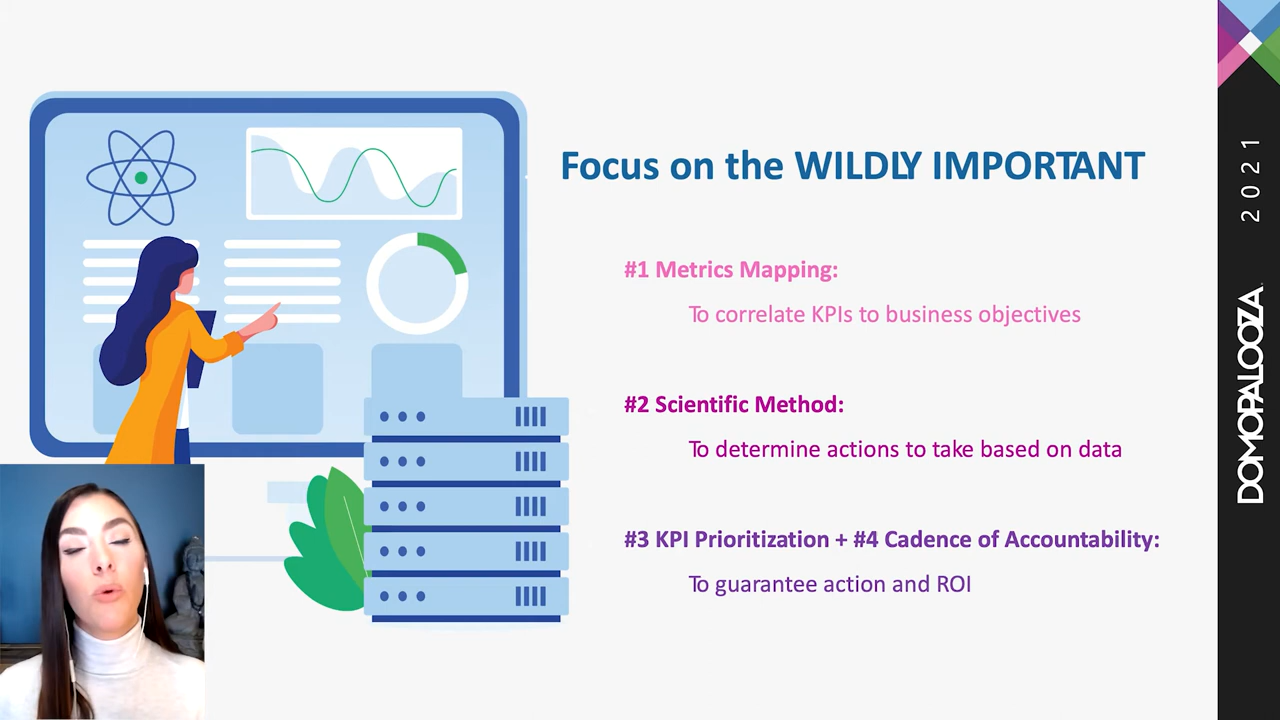 Focus on the WILDLY IMPORTANT
#1 Metrics Mapping:
To correlate KPIs to business objectives
#2 Scientific Method:
To determine actions to take based on data
#3 KPI Prioritization + #4 Cadence of Accountability:
To guarantee action and ROI
DOMOPALOOZA 2021